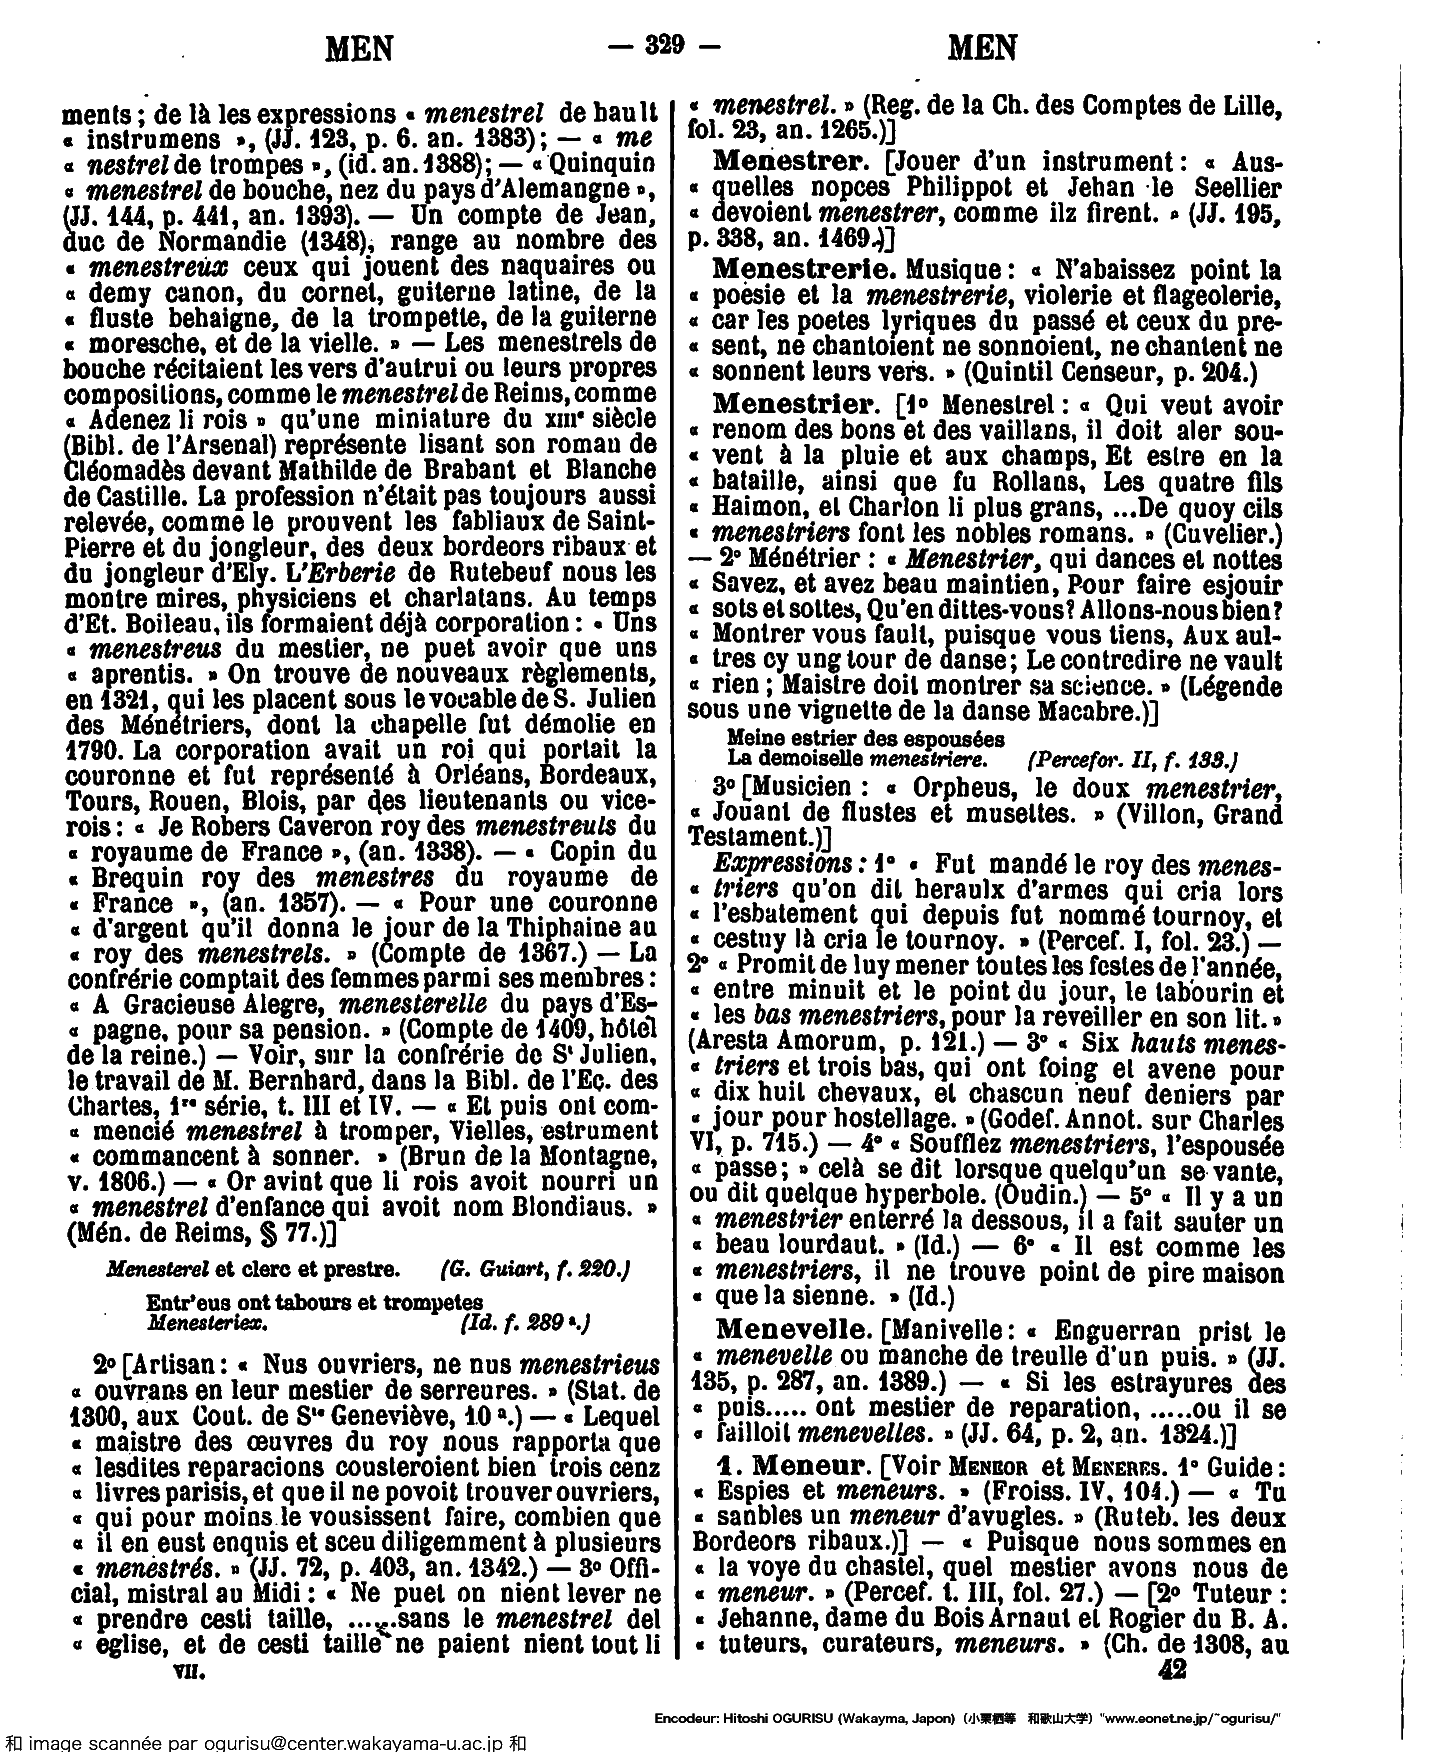 MEN — 329 — MEN
ments ; de là les expressions « menestrel de hault
« instrumens », (JJ. 123, p. 6. an. 1383) ; — « me
« nestrel de trompes », (id. an. 1388) ; — « Quinquin
« menestrel de bouche, nez du pays d'Alemangne »,
(JJ. 144, p. 441, an. 1393). — Un compte de Jean,
duc de Normandie (1348), range au nombre des
« menestreux ceux qui jouent des naquaires ou
« demy canon, du cornet, guiterne latine, de la
« fluste behaigne, de la trompette, de la guiterne
« moresche, et de la vielle. » — Les menestrels de
bouche récitaient les vers d'autrui ou leurs propres
compositions, comme le menestrel de Reims, comme
« Adenez li rois » qu'une miniature du XIIIe siècle
(Bibl. de l'Arsenal) représente lisant son roman de
Cléomadès devant Mathilde de Brabant et Blanche
de Castille. La profession n'était pas toujours aussi
relevée, comme le prouvent les fabliaux de Saint-
Pierre et du jongleur, des deux bordeors ribaux et
du jongleur d'Ely. L'Erberie de Rutebeuf nous les
montre mires, physiciens et charlatans. Au temps
d'Et. Boileau, ils formaient déjà corporation : « Uns
« menestreus du mestier, ne puet avoir que uns
« aprentis. » On trouve de nouveaux règlements,
en 1321, qui les placent sous le vocable de S. Julien
des Ménétriers, dont la chapelle fut démolie en
1790. La corporation avait un roi qui portait la
couronne et fut représenté à Orléans, Bordeaux,
Tours, Rouen, Blois, par des lieutenants ou vice-
rois : « Je Robers Caveron roy des menestreuls du
« royaume de France », (an. 1338). — « Copin du
« Brequin roy des menestres du royaume de
« France », (an. 1357). — « Pour une couronne
« d'argent qu'il donna le jour de la Thiphaine au
« roy des menestrels. » (Compte de 1367.) — La
confrérie comptait des femmes parmi ses membres :
« A Gracieuse Alegre, menesterelle du pays d'Es-
« pagne, pour sa pension. » (Compte de 1409, hôtel
de la reine.) — Voir, sur la confrérie de St Julien,
le travail de M. Bernhard, dans la Bibl. de l'Eç. des
Chartes, 1re série, t. III et IV. — « Et puis ont com-
« mencié menestrel à tromper, Vielles, estrument
« commancent à sonner. » (Brun de la Montagne,
v. 1806.) — « Or avint que li rois avoit nourri un
« menestrel d'enfance qui avoit nom Blondiaus. »
(Mén. de Reims, § 77.)]
Menesterel et clerc et prestre. (G. Guiart, f. 220.)
Entr'eus ont tabours et trompetes
Menesteriex. (Id. f. 289 a.)
2° [Artisan : « Nus ouvriers, ne nus menestrieus
« ouvrans en leur mestier de serreures. » (Stat. de
1300, aux Cout. de Ste Geneviève, 10 a.) — « Lequel
« maistre des œuvres du roy nous rapporta que
« lesdites reparacions cousteroient bien trois cenz
« livres parisis, et que il ne povoit trouver ouvriers,
« qui pour moins le vousissent faire, combien que
« il en eust enquis et sceu diligemment à plusieurs
« menestrés. » (JJ. 72, p. 403, an. 1342.) — 3° Offi-
cial, mistral au Midi : « Ne puet on nient lever ne
« prendre cesti taille, ......sans le menestrel del
« eglise, et de cesti taille ne paient nient tout li
VII.
« menestrel. » (Reg. de la Ch. des Comptes de Lille,
fol. 23, an. 1265.)]
Menestrer. [Jouer d'un instrument : « Aus-
« quelles nopces Philippot et Jehan le Seellier
« devoient menestrer, comme ilz firent. » (JJ. 195,
p. 338, an. 1469.)]
Menestrerie. Musique : « N'abaissez point la
« poësie et la menestrerie, violerie et flageolerie,
« car les poetes lyriques du passé et ceux du pre-
« sent, ne chantoient ne sonnoient, ne chantent ne
« sonnent leurs vers. » (Quintil Censeur, p. 204.)
Menestrier. [1° Menestrel : « Qui veut avoir
« renom des bons et des vaillans, il doit aler sou-
« vent à la pluie et aux champs, Et estre en la
« bataille, ainsi que fu Rollans, Les quatre fils
« Haimon, et Charlon li plus grans, ...De quoy cils
« menestriers font les nobles romans. » (Cuvelier.)
— 2° Ménétrier : « Menestrier, qui dances et nottes
« Savez, et avez beau maintien, Pour faire esjouir
« sots et sottes, Qu'en dittes-vous? Allons-nous bien?
« Montrer vous fault, puisque vous tiens, Aux aul-
« tres cy ung tour de danse ; Le contredire ne vault
« rien ; Maistre doit montrer sa science. » (Légende
sous une vignette de la danse Macabre.)]
Meine estrier des espousées
La demoiselle menestriere. (Percefor. II, f. 133.)
3° [Musicien : « Orpheus, le doux menestrier,
« Jouant de flustes et musettes. » (Villon, Grand
Testament.)]
Expressions : 1° « Fut mandé le roy des menes-
« triers qu'on dit heraulx d'armes qui cria lors
« l'esbatement qui depuis fut nommé tournoy, et
« cestuy là cria le tournoy. » (Percef. I, fol. 23.) —
2° « Promit de luy mener toutes les festes de l'année,
« entre minuit et le point du jour, le tabourin et
« les bas menestriers, pour la reveiller en son lit. »
(Aresta Amorum, p. 121.) — 3° « Six hauts menes-
« triers et trois bas, qui ont foing et avene pour
« dix huit chevaux, et chascun neuf deniers par
« jour pour hostellage. » (Godef. Annot. sur Charles
VI, p. 715.) — 4° « Soufflez menestriers, l'espousée
« passe ; » celà se dit lorsque quelqu'un se vante,
ou dit quelque hyperbole. (Oudin.) — 5° « Il y a un
« menestrier enterré la dessous, il a fait sauter un
« beau lourdaut. » (Id.) — 6° « Il est comme les
« menestriers, il ne trouve point de pire maison
« que la sienne. » (Id.)
Menevelle. [Manivelle : « Enguerran prist le
« menevelle ou manche de treulle d'un puis. » (JJ.
135, p. 287, an. 1389.) — « Si les estrayures des
« puis..... ont mestier de reparation, .....ou il se
« failloit menevelles. » (JJ. 64, p. 2, an. 1324.)]
1. Meneur. [Voir MENEOR et MENERES. 1° Guide :
« Espies et meneurs. » (Froiss. IV, 104.) — « Tu
« sanbles un meneur d'avugles. » (Ruteb. les deux
Bordeors ribaux.)] — « Puisque nous sommes en
« la voye du chastel, quel mestier avons nous de
« meneur. » (Percef. t. III, fol. 27.) — [2° Tuteur :
« Jehanne, dame du Bois Arnaut et Rogier du B. A.
« tuteurs, curateurs, meneurs. » (Ch. de 1308, au
42
Encodeur: Hitoshi OGURISU (Wakayma, Japon) (小栗栖等 和歌山大学) "www.eonet.ne.jp/~ogurisu/"
和 image scannée par ogurisu@center.wakayama-u.ac.jp 和